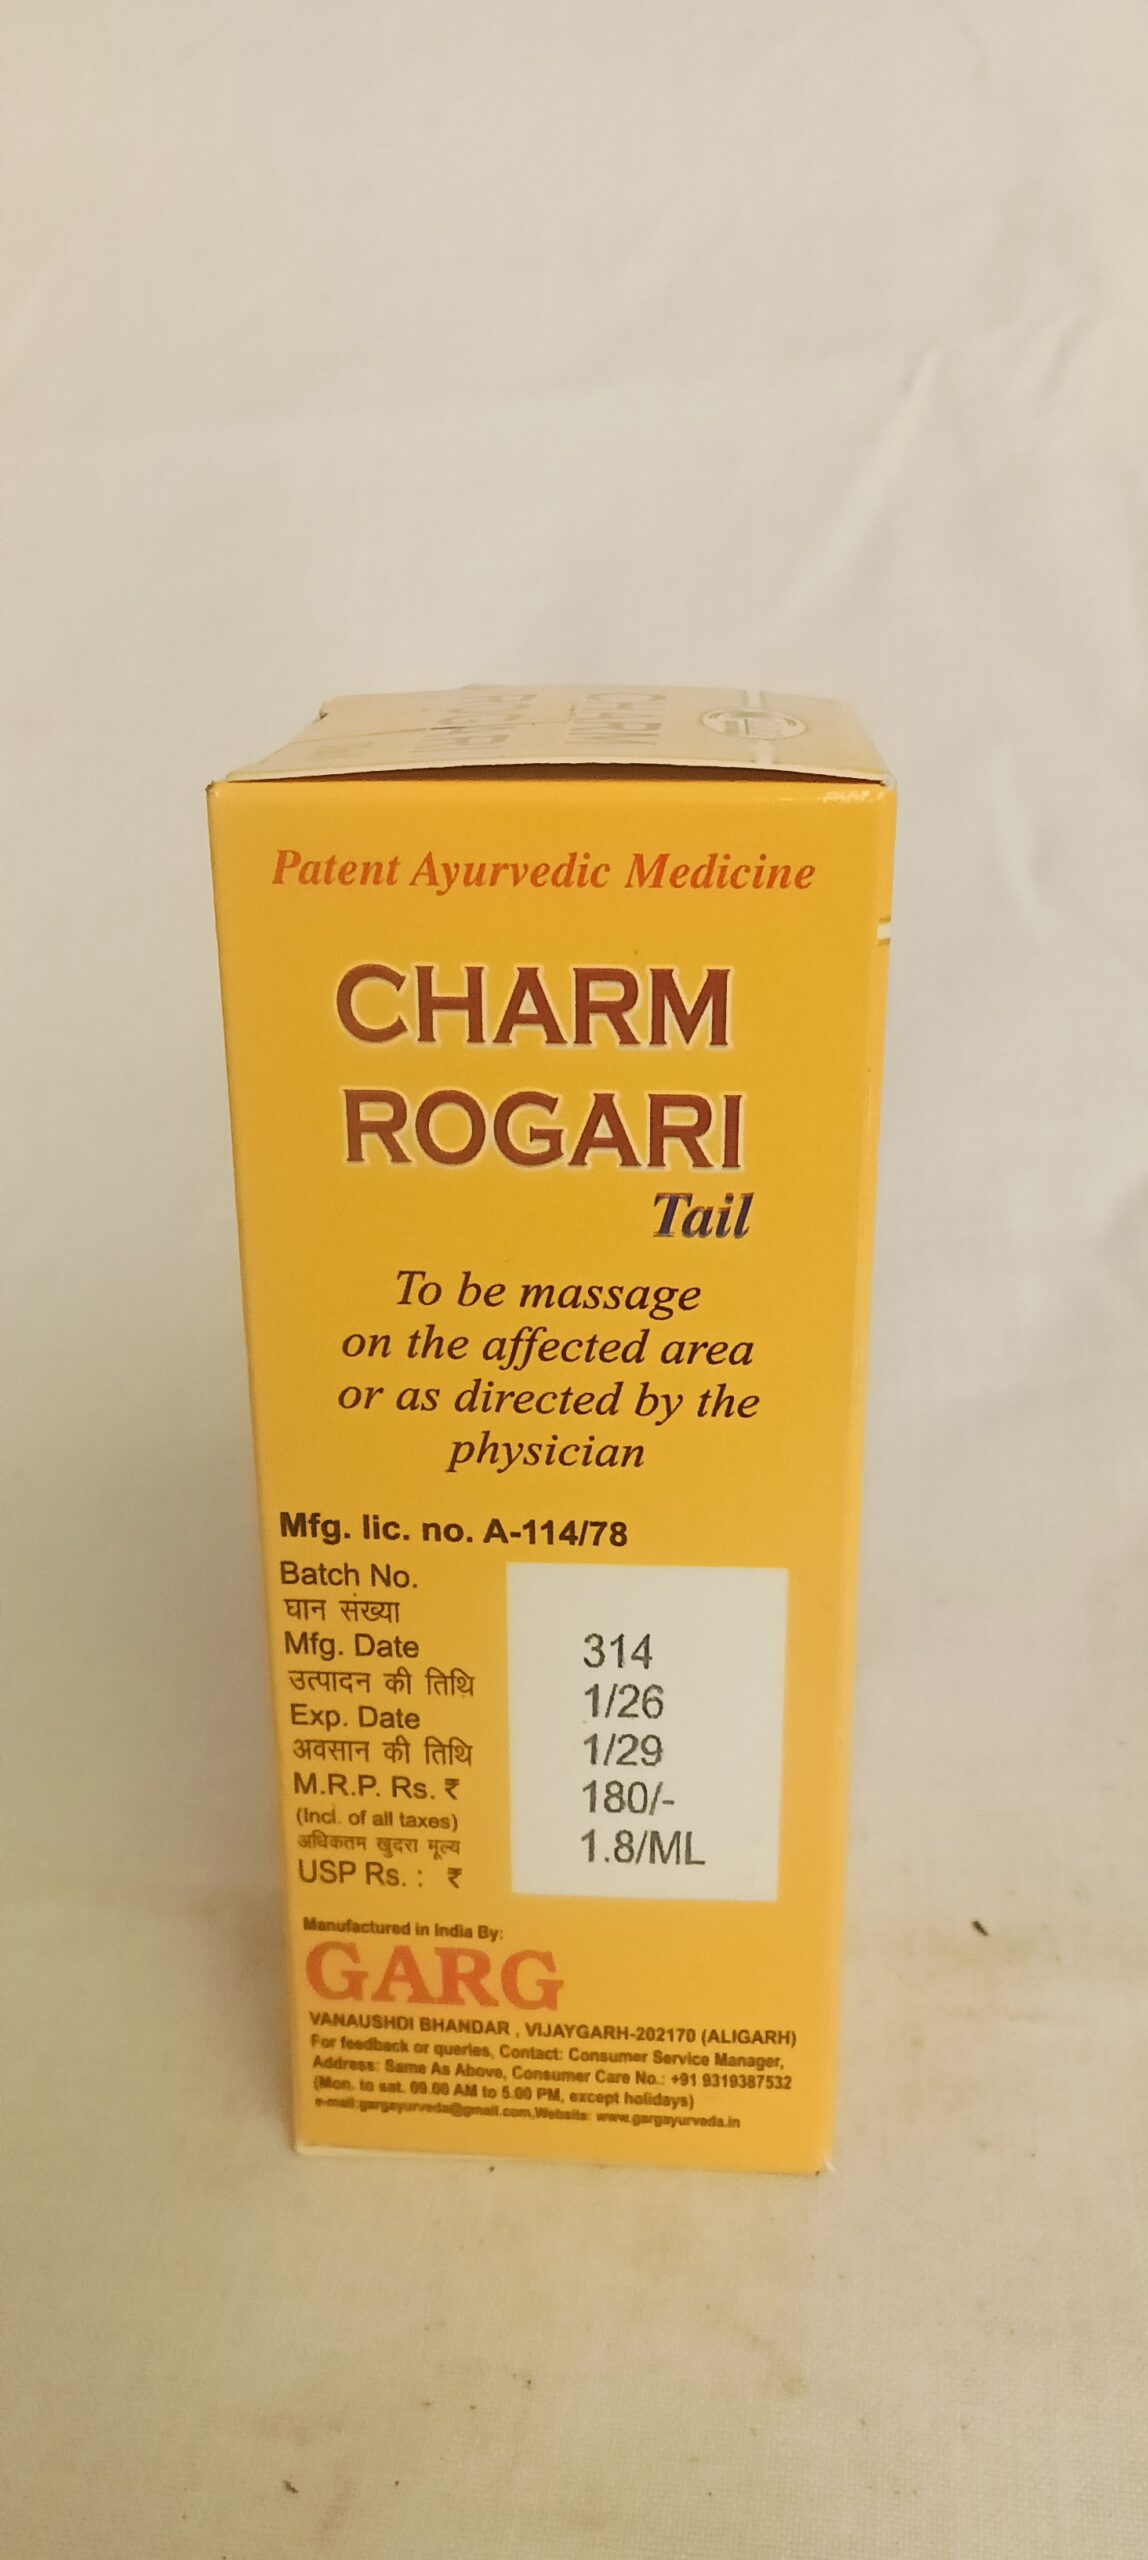 CHARM
ROGARI
Patent Ayurvedic Medicine
CHARM
ROGARI
Tail
To be massage
on the affected area
or as directed by the
physician
Mfg. lic. no. A-114/78
Batch No.
घान संख्या
314
Mfg. Date
उत्पादन की तिथि
1/26
Exp. Date
अवसान की तिथि
1/29
M.R.P. Rs. ₹
(Incl. of all taxes)
अधिकतम खुदरा मूल्य
180/-
USP Rs. : ₹
1.8/ML
Manufactured in India By:
GARG
VANAUSHDI BHANDAR , VIJAYGARH-202170 (ALIGARH)
For feedback or queries, Contact: Consumer Service Manager,
Address: Same As Above, Consumer Care No.: +91 9319387532
(Mon. to sat. 09.00 AM to 5.00 PM, except holidays)
e-mail:gargayurveda@gmail.com,Website: www.gargayurveda.in